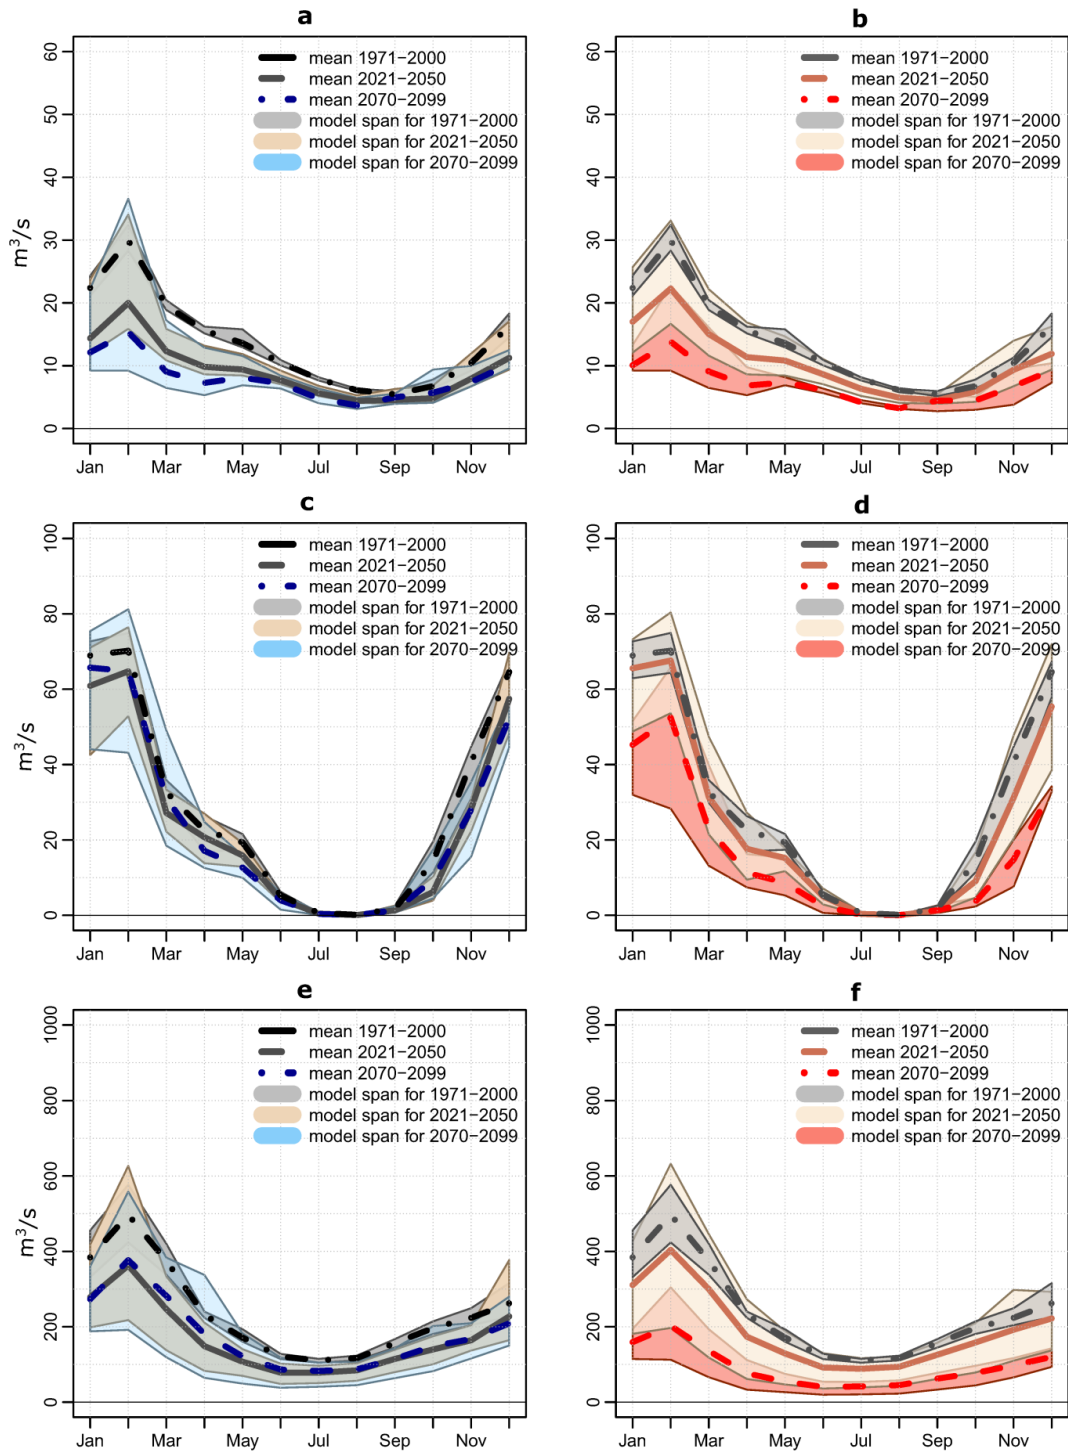 a
60
50
40
30
20
10
0
m³/s
mean 1971−2000
mean 2021−2050
mean 2070−2099
model span for 1971−2000
model span for 2021−2050
model span for 2070−2099
Jan Mar May Jul Sep Nov
b
60
50
40
30
20
10
0
mean 1971−2000
mean 2021−2050
mean 2070−2099
model span for 1971−2000
model span for 2021−2050
model span for 2070−2099
Jan Mar May Jul Sep Nov
c
100
80
60
40
20
0
m³/s
mean 1971−2000
mean 2021−2050
mean 2070−2099
model span for 1971−2000
model span for 2021−2050
model span for 2070−2099
Jan Mar May Jul Sep Nov
d
100
80
60
40
20
0
mean 1971−2000
mean 2021−2050
mean 2070−2099
model span for 1971−2000
model span for 2021−2050
model span for 2070−2099
Jan Mar May Jul Sep Nov
e
1000
800
600
400
200
0
m³/s
mean 1971−2000
mean 2021−2050
mean 2070−2099
model span for 1971−2000
model span for 2021−2050
model span for 2070−2099
Jan Mar May Jul Sep Nov
f
1000
800
600
400
200
0
mean 1971−2000
mean 2021−2050
mean 2070−2099
model span for 1971−2000
model span for 2021−2050
model span for 2070−2099
Jan Mar May Jul Sep Nov